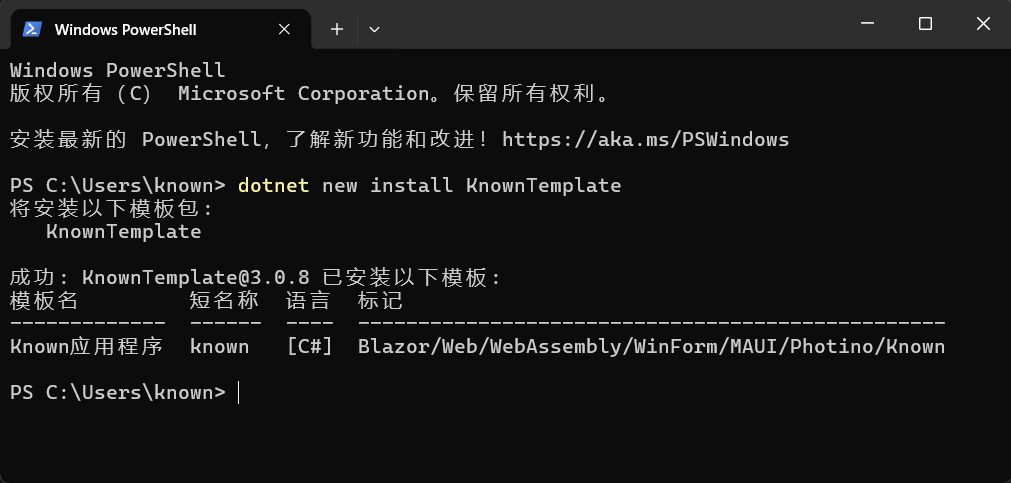 Windows PowerShell
Windows PowerShell
版权所有（C） Microsoft Corporation。保留所有权利。
安装最新的 PowerShell，了解新功能和改进！https://aka.ms/PSWindows
PS C:\Users\known> dotnet new install KnownTemplate
将安装以下模板包:
KnownTemplate
成功: KnownTemplate@3.0.8 已安装以下模板:
模板名 短名称 语言 标记
------------- ------ ---- -------------------------------------------------
Known应用程序 known [C#] Blazor/Web/WebAssembly/WinForm/MAUI/Photino/Known
PS C:\Users\known>